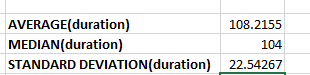 AVERAGE(duration) 108.2155
MEDIAN(duration) 104
STANDARD DEVIATION(duration) 22.54267